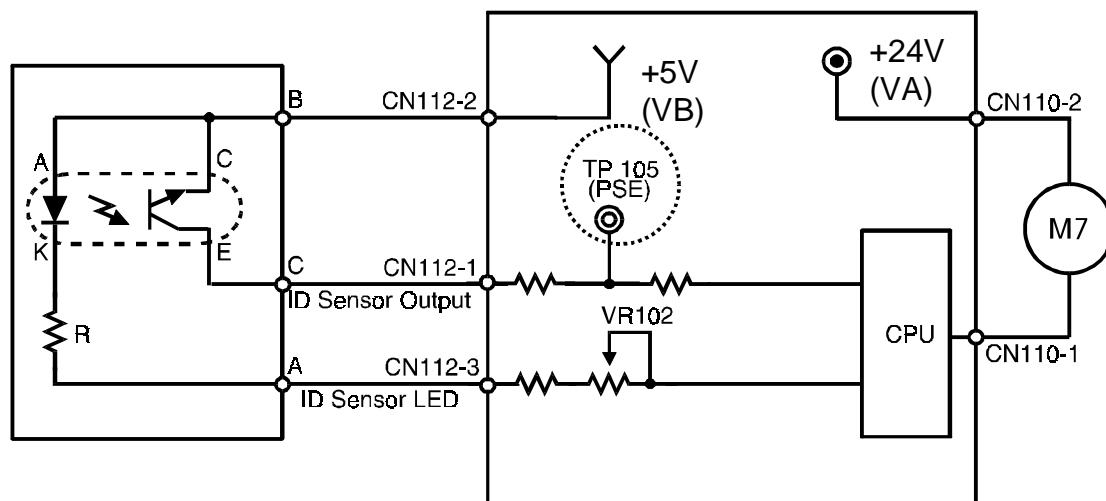 +5V
(VB)
+24V
(VA)
B
CN112-2
CN110-2
A
C
TP 105
(PSE)
M7
K
E
C
CN112-1
ID Sensor Output
R
VR102
CPU
CN110-1
A
CN112-3
ID Sensor LED